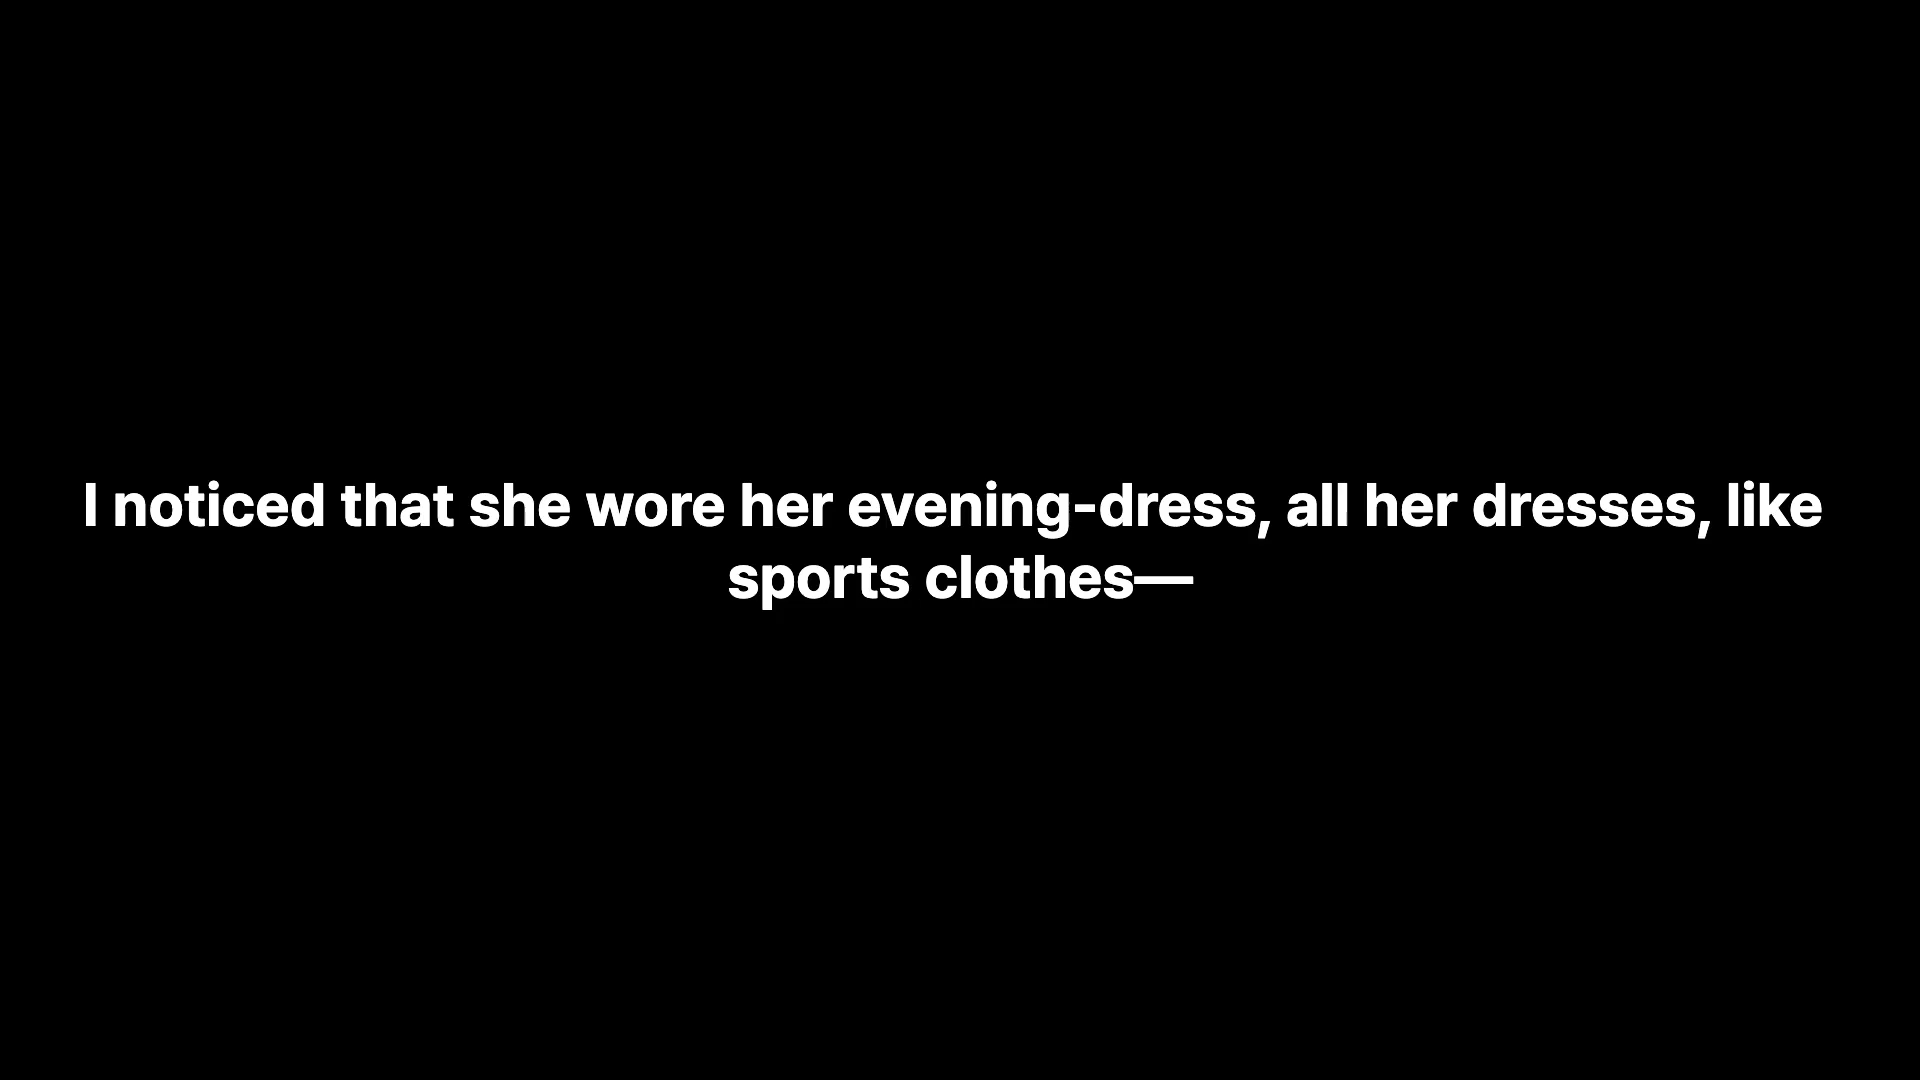 I noticed that she wore her evening-dress, all her dresses, like
sports clothes—